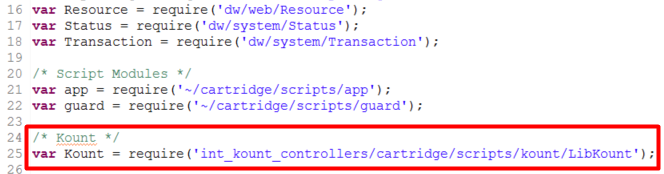 16 var Resource = require('dw/web/Resource');
17 var Status = require('dw/system/Status');
18 var Transaction = require('dw/system/Transaction');
19
20 /* Script Modules */
21 var app = require('~/cartridge/scripts/app');
22 var guard = require('~/cartridge/scripts/guard');
23
24 /* Kount */
25 var Kount = require('int_kount_controllers/cartridge/scripts/kount/LibKount');
26